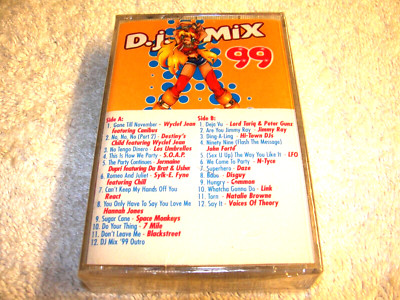 D.j. MiX
99
Side A:
1. Gone Till November - Wyclef Jean
featuring Canibus
2. No, No, No (Part 2) - Destiny's
Child featuring Wyclef Jean
3. No Tengo Dinero - Los Umbrellos
4. This Is How We Party - S.O.A.P.
5. The Party Continues - Jermaine
Dupri featuring Da Brat & Usher
6. Romeo And Juliet - Sylk-E. Fyne
featuring Chill
7. Can't Keep My Hands Off You
React
8. You Only Have To Say You Love Me
Hannah Jones
9. Sugar Cane - Space Monkeys
10. Do Your Thing - 7 Mile
11. Don't Leave Me - Blackstreet
12. DJ Mix '99 Outro
Side B:
1. Deja Vu - Lord Tariq & Peter Gunz
2. Are You Jimmy Ray - Jimmy Ray
3. Ding-A-Ling - Hi-Town DJs
4. Ninety Nine (Flash The Message)
John Forté
5. (Sex U Up) The Way You Like It - LFO
6. We Come To Party - N-Tyce
7. Superhero - Daze
8. Babs - Disguy
9. Hungry - Common
10. Whatcha Gonna Do - Link
11. Torn - Natalie Browne
12. Say It - Voices Of Theory